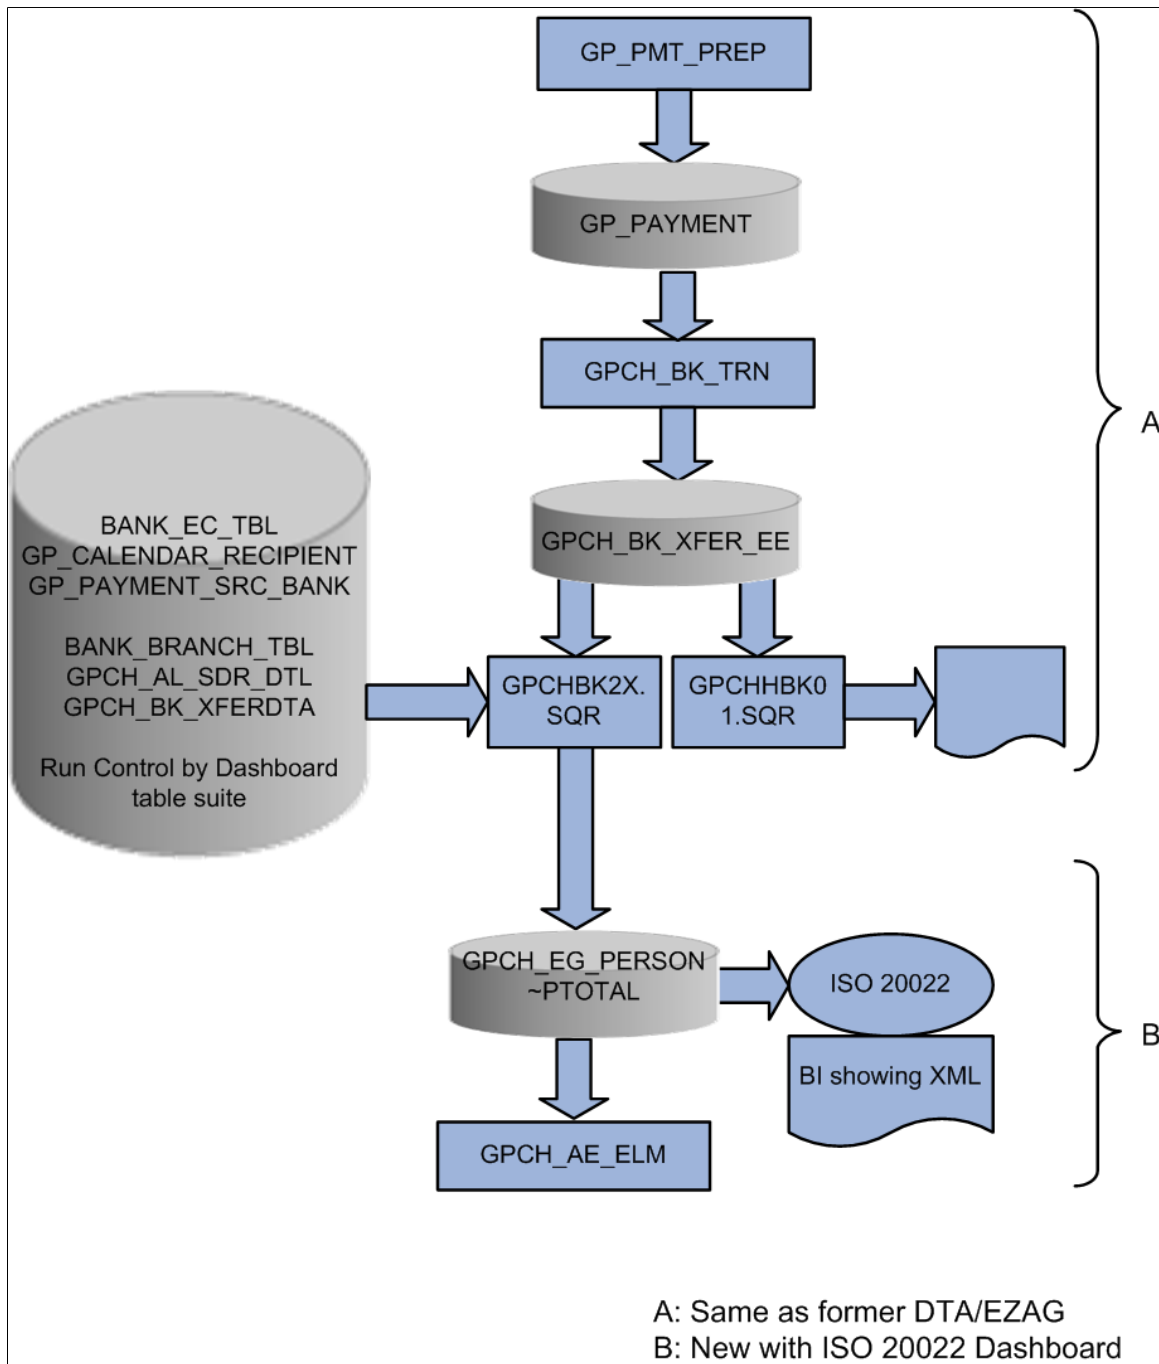 GP_PMT_PREP
GP_PAYMENT
GPCH_BK_TRN
A
GPCH_BK_XFER_EE
BANK_EC_TBL
GP_CALENDAR_RECIPIENT
GP_PAYMENT_SRC_BANK
BANK_BRANCH_TBL
GPCH_AL_SDR_DTL
GPCH_BK_XFERDTA
Run Control by Dashboard
table suite
GPCHBK2X.
SQR
GPCHHBK0
1.SQR
GPCH_EG_PERSON
~PTOTAL
ISO 20022
BI showing XML
B
GPCH_AE_ELM
A: Same as former DTA/EZAG
B: New with ISO 20022 Dashboard